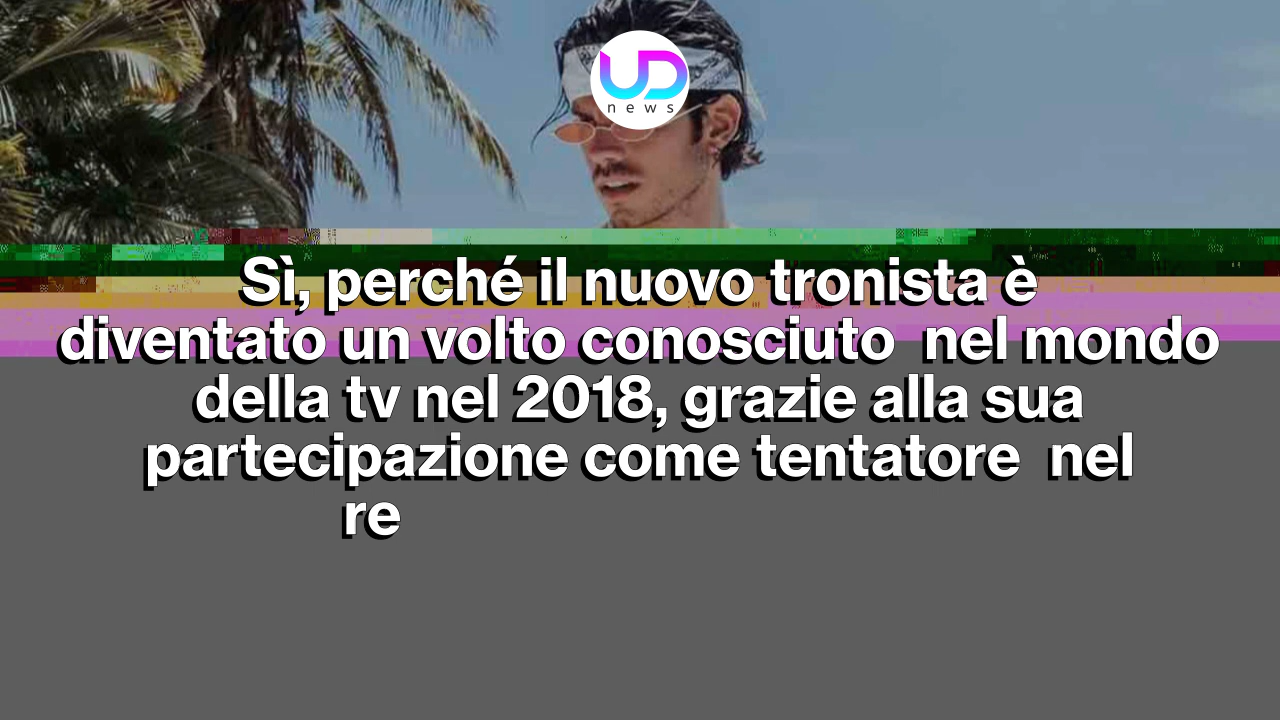 UD
news
Sì, perché il nuovo tronista è
diventato un volto conosciuto  nel mondo
della tv nel 2018, grazie alla sua
partecipazione come tentatore  nel
re